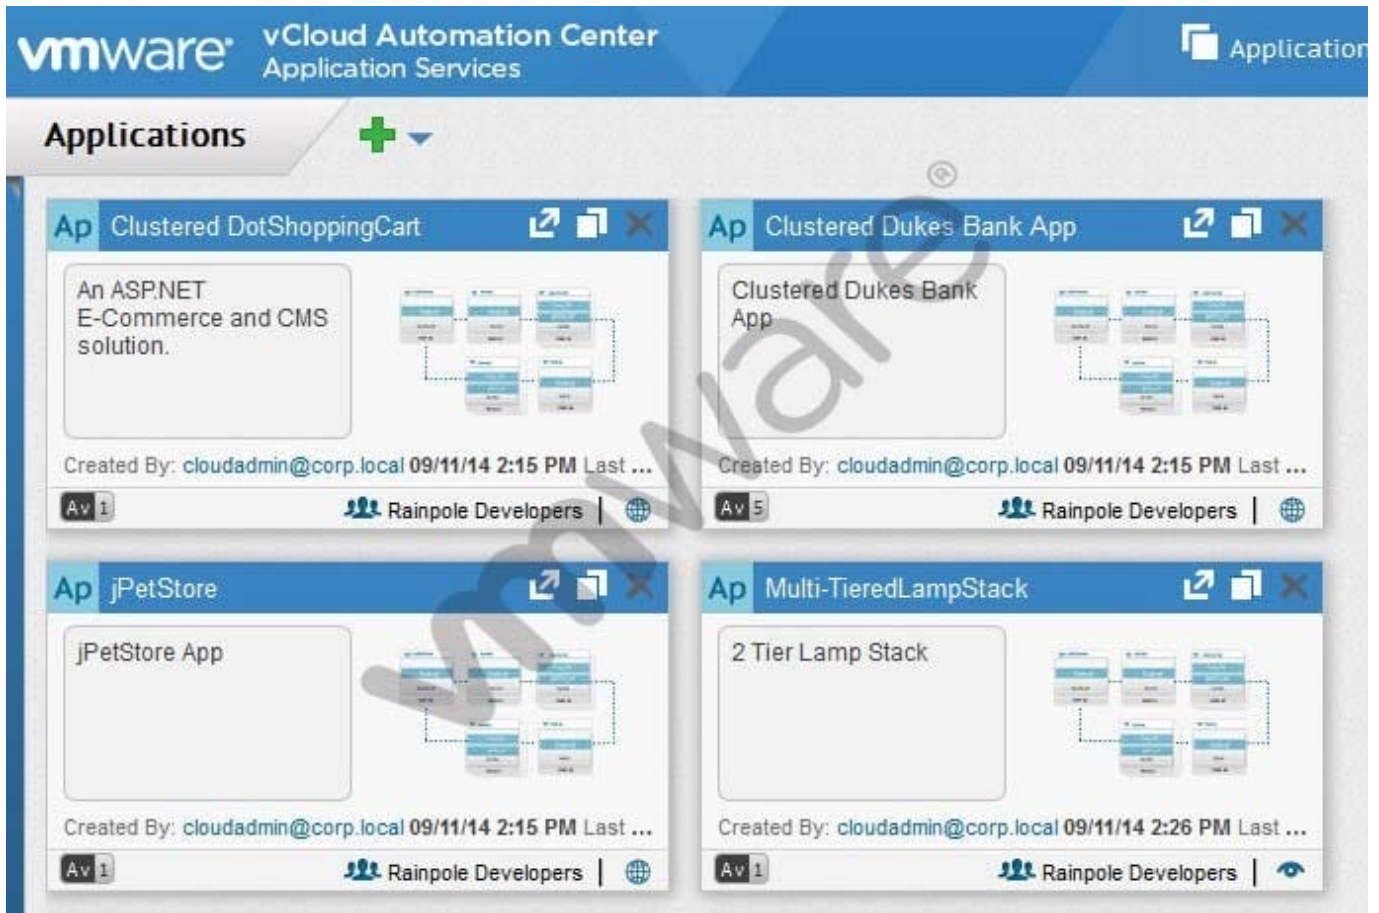 vmware®
vCloud Automation Center
Application Services
Application
Applications
Ap Clustered DotShoppingCart
An ASP.NET
E-Commerce and CMS
solution.
Created By: cloudadmin@corp.local 09/11/14 2:15 PM Last ...
Av 1
Rainpole Developers |
Ap Clustered Dukes Bank App
Clustered Dukes Bank
App
Created By: cloudadmin@corp.local 09/11/14 2:15 PM Last ...
Av 5
Rainpole Developers |
Ap jPetStore
jPetStore App
Created By: cloudadmin@corp.local 09/11/14 2:15 PM Last ...
Av 1
Rainpole Developers |
Ap Multi-TieredLampStack
2 Tier Lamp Stack
Created By: cloudadmin@corp.local 09/11/14 2:26 PM Last ...
Av 1
Rainpole Developers |
vmware®